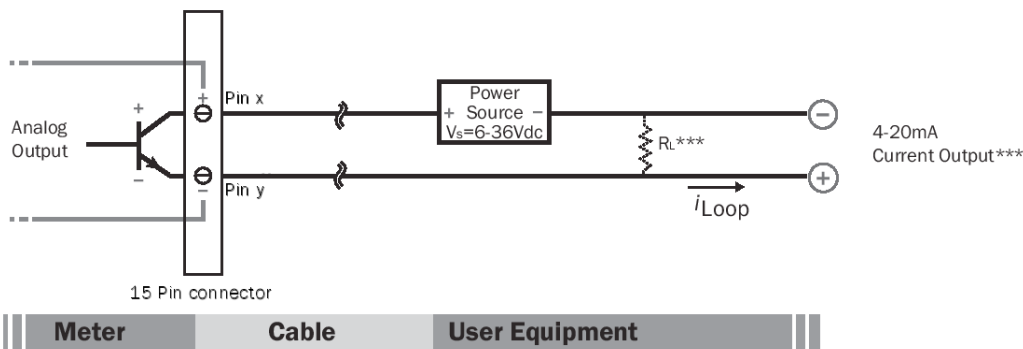 Analog
Output
+
−
+
Pin x
−
Pin y
Power
+ Source −
Vs=6-36Vdc
RL***
−
+
iLoop
4-20mA
Current Output***
15 Pin connector
Meter
Cable
User Equipment